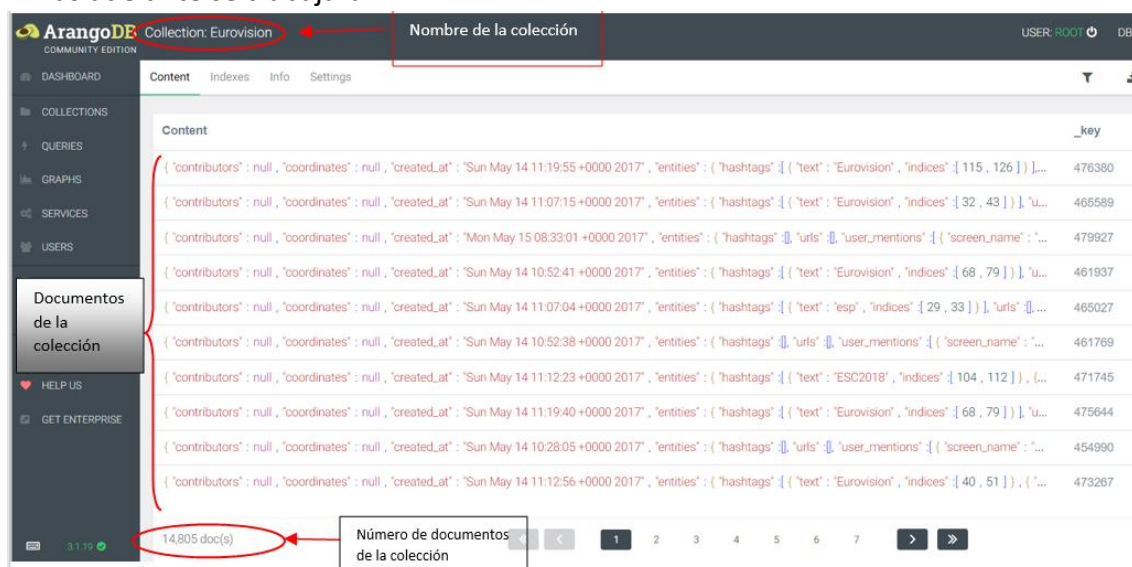 ArangoDB
COMMUNITY EDITION
Collection: Eurovision
Nombre de la colección
USER: ROOT
DB
DASHBOARD
COLLECTIONS
QUERIES
GRAPHS
SERVICES
USERS
HELP US
GET ENTERPRISE
3.1.19
Content Indexes Info Settings
Content _key
{ "contributors" : null , "coordinates" : null , "created_at" : "Sun May 14 11:19:55 +0000 2017" , "entities" : { "hashtags" :[ { "text" : "Eurovision" , "indices" :[ 115 , 126 ] } ],... 476380
{ "contributors" : null , "coordinates" : null , "created_at" : "Sun May 14 11:07:15 +0000 2017" , "entities" : { "hashtags" :[ { "text" : "Eurovision" , "indices" :[ 32 , 43 ] } ], "u... 465589
{ "contributors" : null , "coordinates" : null , "created_at" : "Mon May 15 08:33:01 +0000 2017" , "entities" : { "hashtags" :[], "urls" :[], "user_mentions" :[ { "screen_name" : "... 479927
{ "contributors" : null , "coordinates" : null , "created_at" : "Sun May 14 10:52:41 +0000 2017" , "entities" : { "hashtags" :[ { "text" : "Eurovision" , "indices" :[ 68 , 79 ] } ], "u... 461937
{ "contributors" : null , "coordinates" : null , "created_at" : "Sun May 14 11:07:04 +0000 2017" , "entities" : { "hashtags" :[ { "text" : "esp" , "indices" :[ 29 , 33 ] } ], "urls" :[],... 465027
{ "contributors" : null , "coordinates" : null , "created_at" : "Sun May 14 10:52:38 +0000 2017" , "entities" : { "hashtags" :[], "urls" :[], "user_mentions" :[ { "screen_name" : "... 461769
{ "contributors" : null , "coordinates" : null , "created_at" : "Sun May 14 11:12:23 +0000 2017" , "entities" : { "hashtags" :[ { "text" : "ESC2018" , "indices" :[ 104 , 112 ] } , {... 471745
{ "contributors" : null , "coordinates" : null , "created_at" : "Sun May 14 11:19:40 +0000 2017" , "entities" : { "hashtags" :[ { "text" : "Eurovision" , "indices" :[ 68 , 79 ] } ], "u... 475644
{ "contributors" : null , "coordinates" : null , "created_at" : "Sun May 14 10:28:05 +0000 2017" , "entities" : { "hashtags" :[], "urls" :[], "user_mentions" :[ { "screen_name" : "... 454990
{ "contributors" : null , "coordinates" : null , "created_at" : "Sun May 14 11:12:56 +0000 2017" , "entities" : { "hashtags" :[ { "text" : "Eurovision" , "indices" :[ 40 , 51 ] } , { "... 473267
Documentos
de la
colección
14,805 doc(s)
Número de documentos
de la colección
1 2 3 4 5 6 7